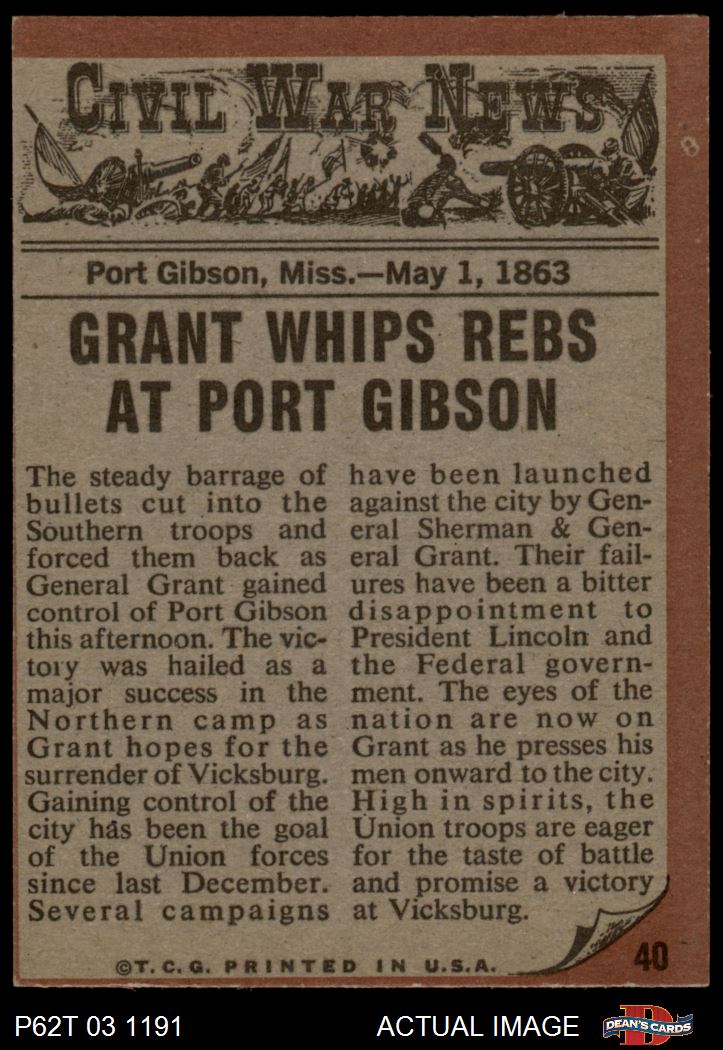 CIVIL WAR NEWS
Port Gibson, Miss.—May 1, 1863
GRANT WHIPS REBS
AT PORT GIBSON
The steady barrage of
bullets cut into the
Southern troops and
forced them back as
General Grant gained
control of Port Gibson
this afternoon. The vic-
tory was hailed as a
major success in the
Northern camp as
Grant hopes for the
surrender of Vicksburg.
Gaining control of the
city has been the goal
of the Union forces
since last December.
Several campaigns
have been launched
against the city by Gen-
eral Sherman & Gen-
eral Grant. Their fail-
ures have been a bitter
disappointment to
President Lincoln and
the Federal govern-
ment. The eyes of the
nation are now on
Grant as he presses his
men onward to the city.
High in spirits, the
Union troops are eager
for the taste of battle
and promise a victory
at Vicksburg.
©T.C.G. PRINTED IN U.S.A.
40
P62T 03 1191
ACTUAL IMAGE
D
DEAN'S CARDS